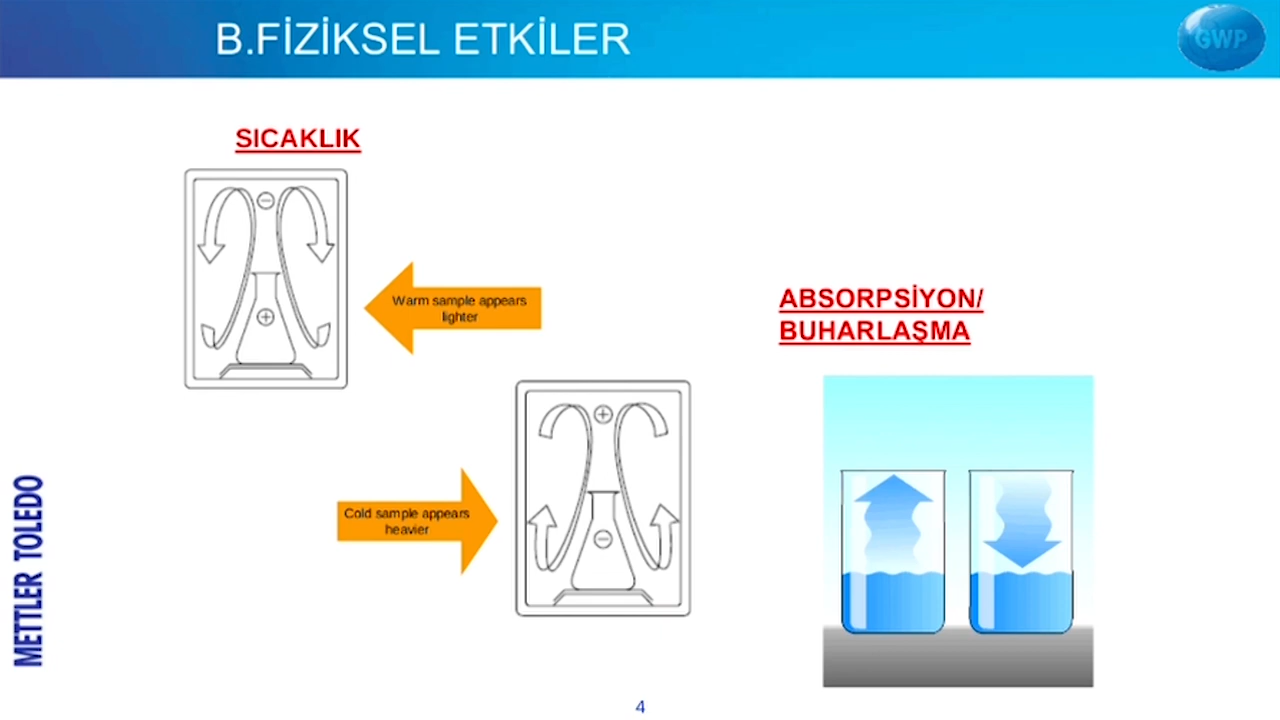 B.FİZİKSEL ETKİLER
GWP
SICAKLIK
Warm sample appears
lighter
ABSORPSİYON/
BUHARLAŞMA
Cold sample appears
heavier
METTLER TOLEDO
4